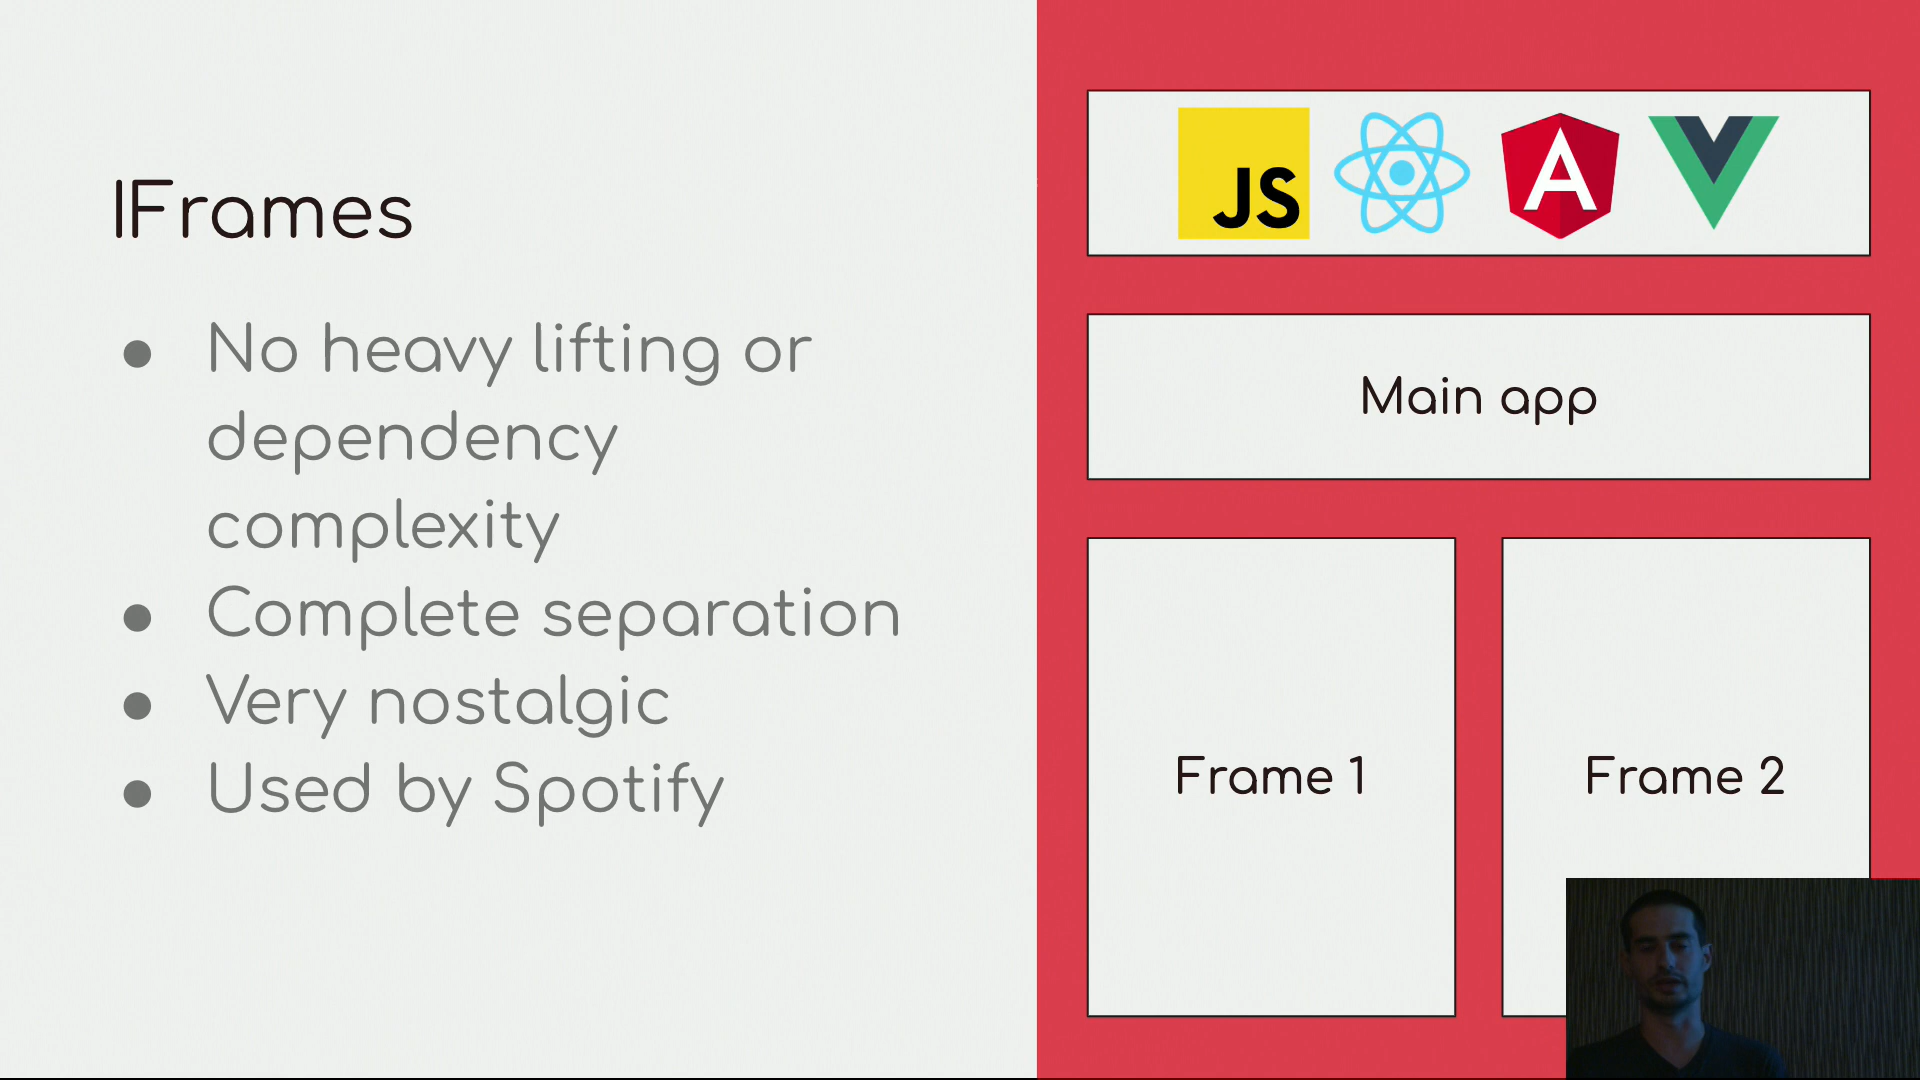 IFrames
● No heavy lifting or
dependency
complexity
● Complete separation
● Very nostalgic
● Used by Spotify
JS
A
Main app
Frame 1
Frame 2